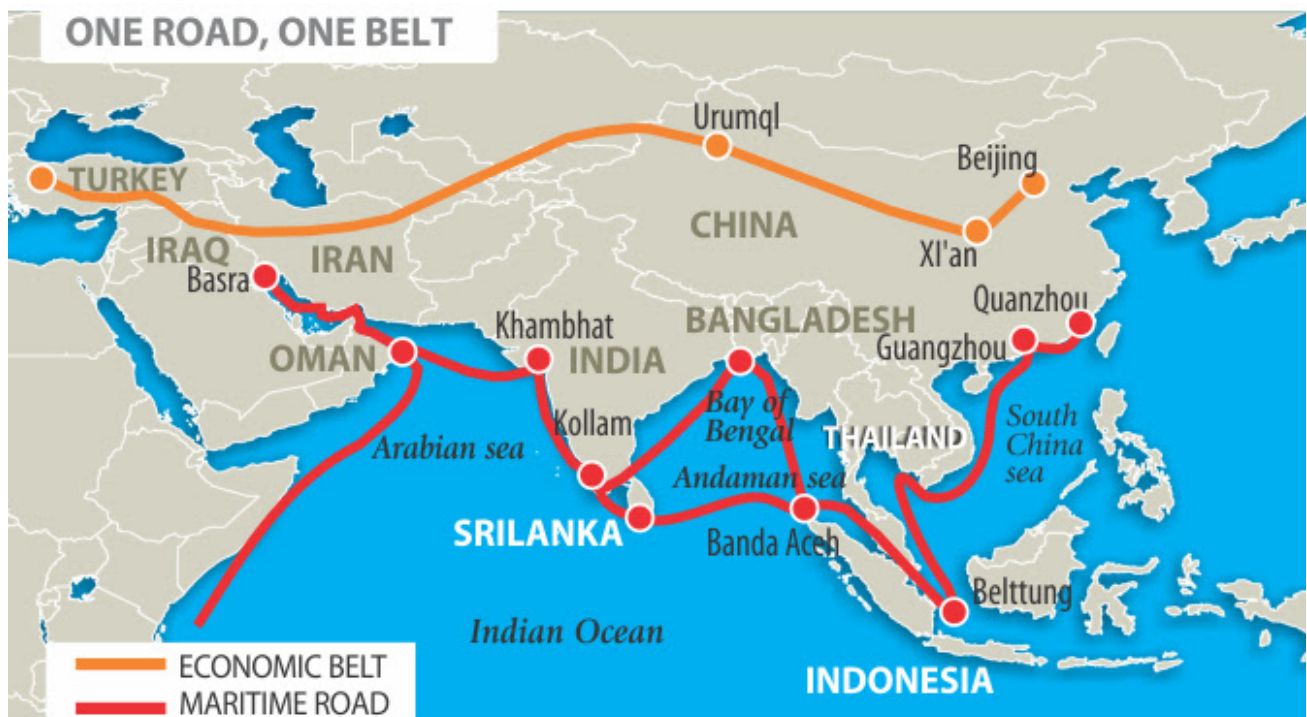 ONE ROAD, ONE BELT
Urumql
Beijing
TURKEY
CHINA
IRAQ
IRAN
XI'an
Basra
Quanzhou
Khambhat
BANGLADESH
Guangzhou
OMAN
INDIA
Bay of
Bengal
Kollam
South
China
sea
THAILAND
Arabian sea
Andaman sea
SRILANKA
Banda Aceh
Belttung
Indian Ocean
ECONOMIC BELT
INDONESIA
MARITIME ROAD